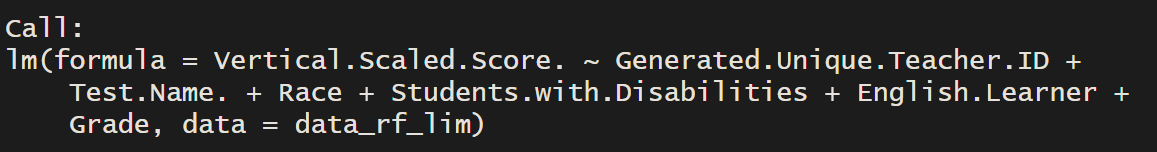 Call:
lm(formula = Vertical.Scaled.Score. ~ Generated.Unique.Teacher.ID +
    Test.Name. + Race + Students.with.Disabilities + English.Learner +
    Grade, data = data_rf_lim)